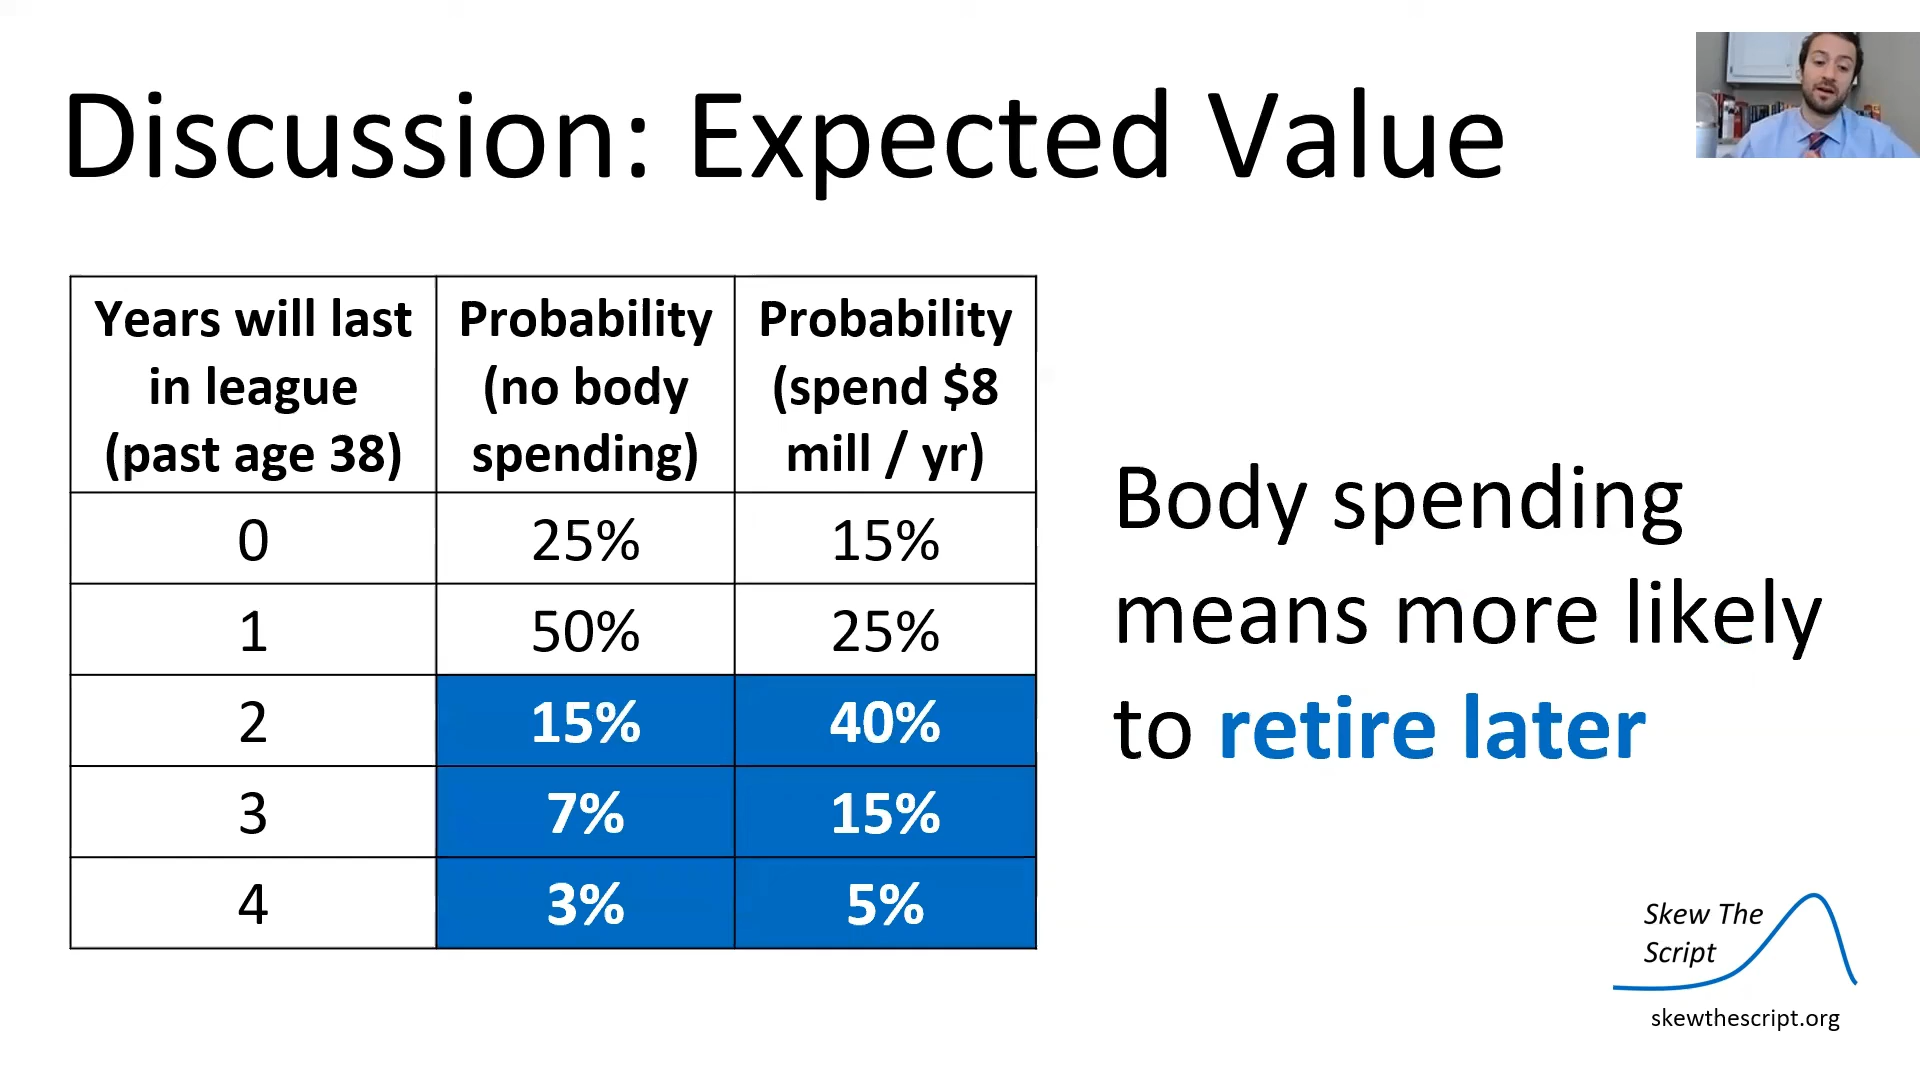 Discussion: Expected Value
Years will last
in league
(past age 38)
Probability
(no body
spending)
Probability
(spend $8
mill / yr)
0 25% 15%
1 50% 25%
2 15% 40%
3 7% 15%
4 3% 5%
Body spending
means more likely
to retire later
Skew The
Script
skewthescript.org